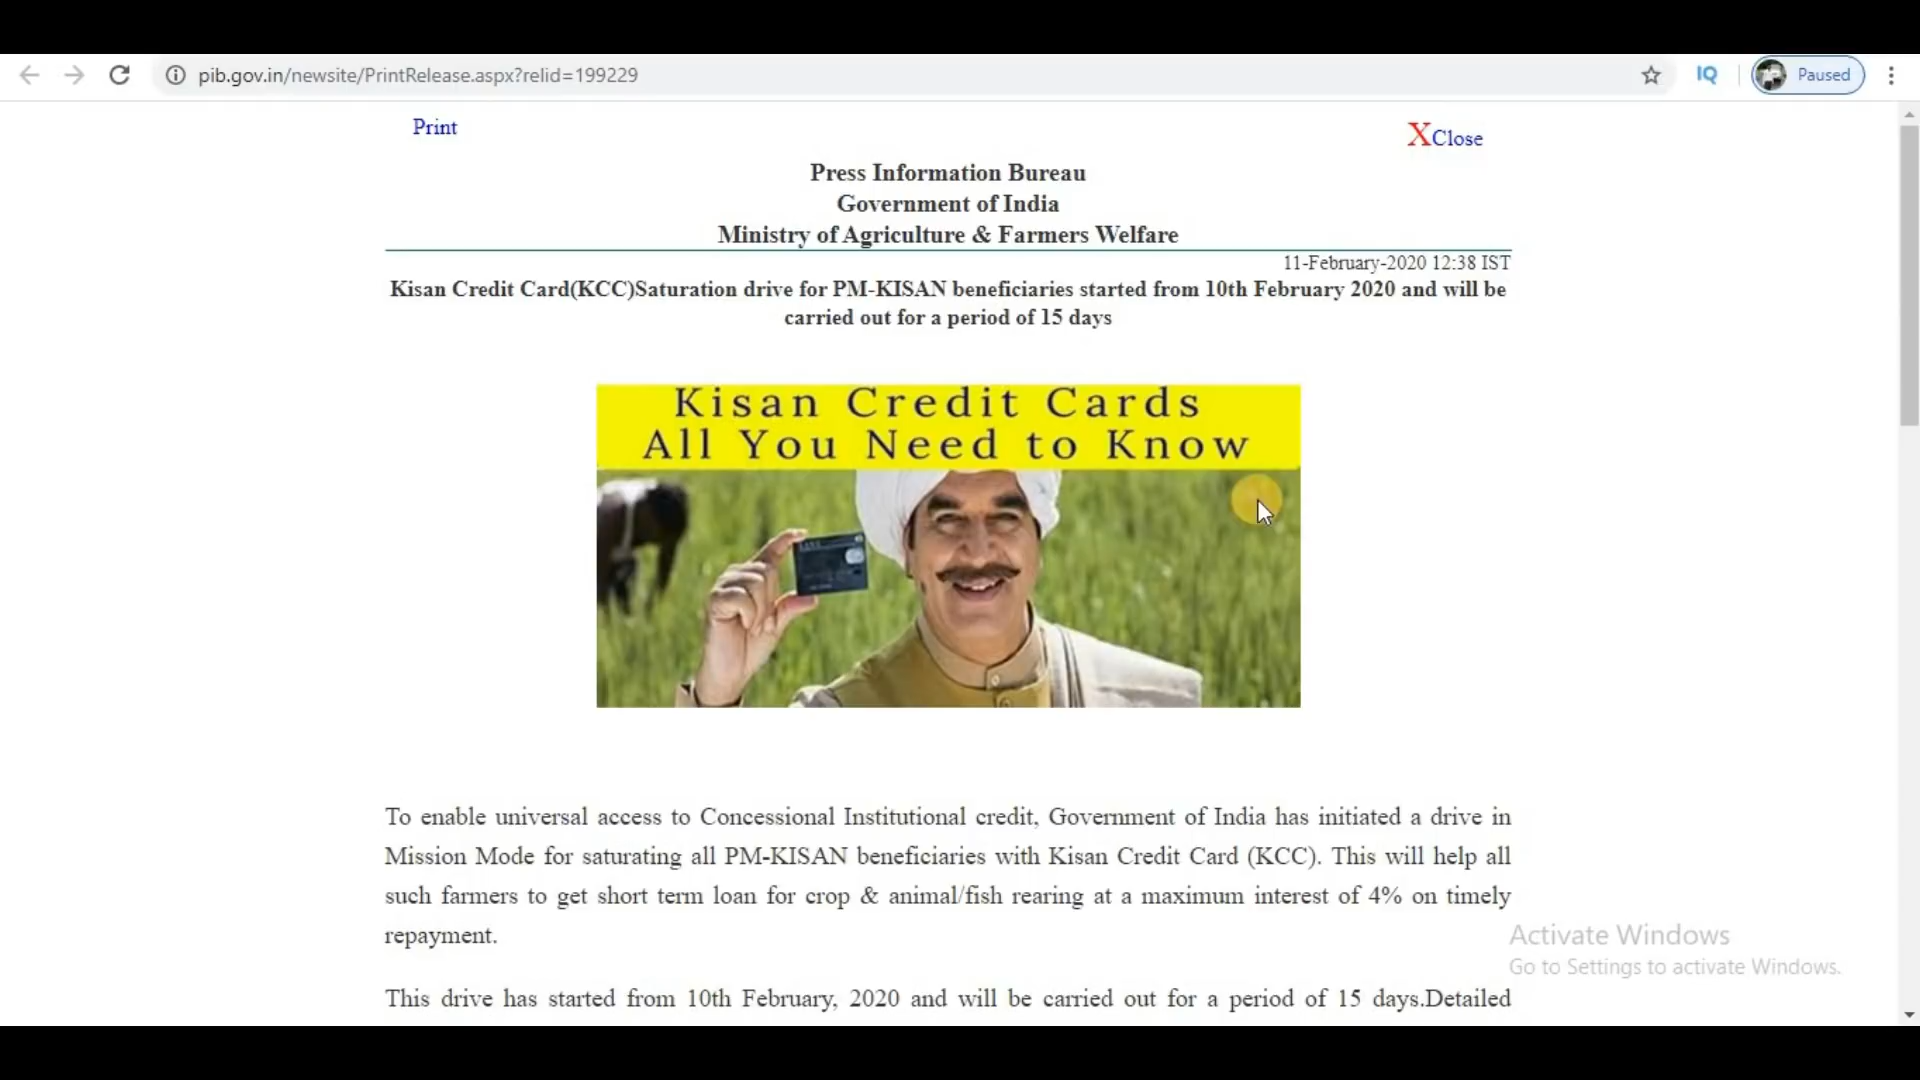 pib.gov.in/newsite/PrintRelease.aspx?relid=199229
IQ
Paused
Print
XClose
Press Information Bureau
Government of India
Ministry of Agriculture & Farmers Welfare
11-February-2020 12:38 IST
Kisan Credit Card(KCC)Saturation drive for PM-KISAN beneficiaries started from 10th February 2020 and will be
carried out for a period of 15 days
Kisan Credit Cards
All You Need to Know
To enable universal access to Concessional Institutional credit, Government of India has initiated a drive in
Mission Mode for saturating all PM-KISAN beneficiaries with Kisan Credit Card (KCC). This will help all
such farmers to get short term loan for crop & animal/fish rearing at a maximum interest of 4% on timely
repayment.
Activate Windows
Go to Settings to activate Windows.
This drive has started from 10th February, 2020 and will be carried out for a period of 15 days.Detailed